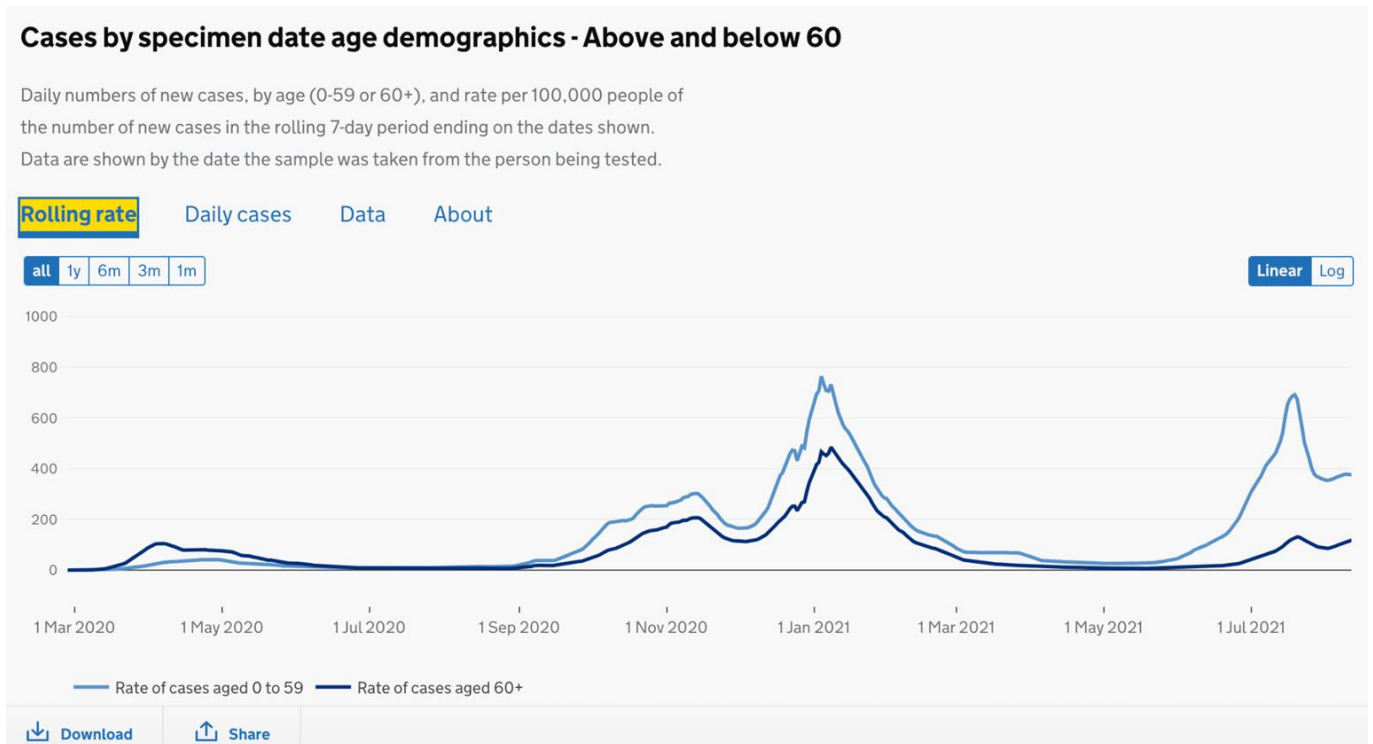 Cases by specimen date age demographics - Above and below 60
Daily numbers of new cases, by age (0-59 or 60+), and rate per 100,000 people of
the number of new cases in the rolling 7-day period ending on the dates shown.
Data are shown by the date the sample was taken from the person being tested.
Rolling rate Daily cases Data About
all 1y 6m 3m 1m Linear Log
1000
800
600
400
200
0
1 Mar 2020 1 May 2020 1 Jul 2020 1 Sep 2020 1 Nov 2020 1 Jan 2021 1 Mar 2021 1 May 2021 1 Jul 2021
Rate of cases aged 0 to 59 Rate of cases aged 60+
Download Share